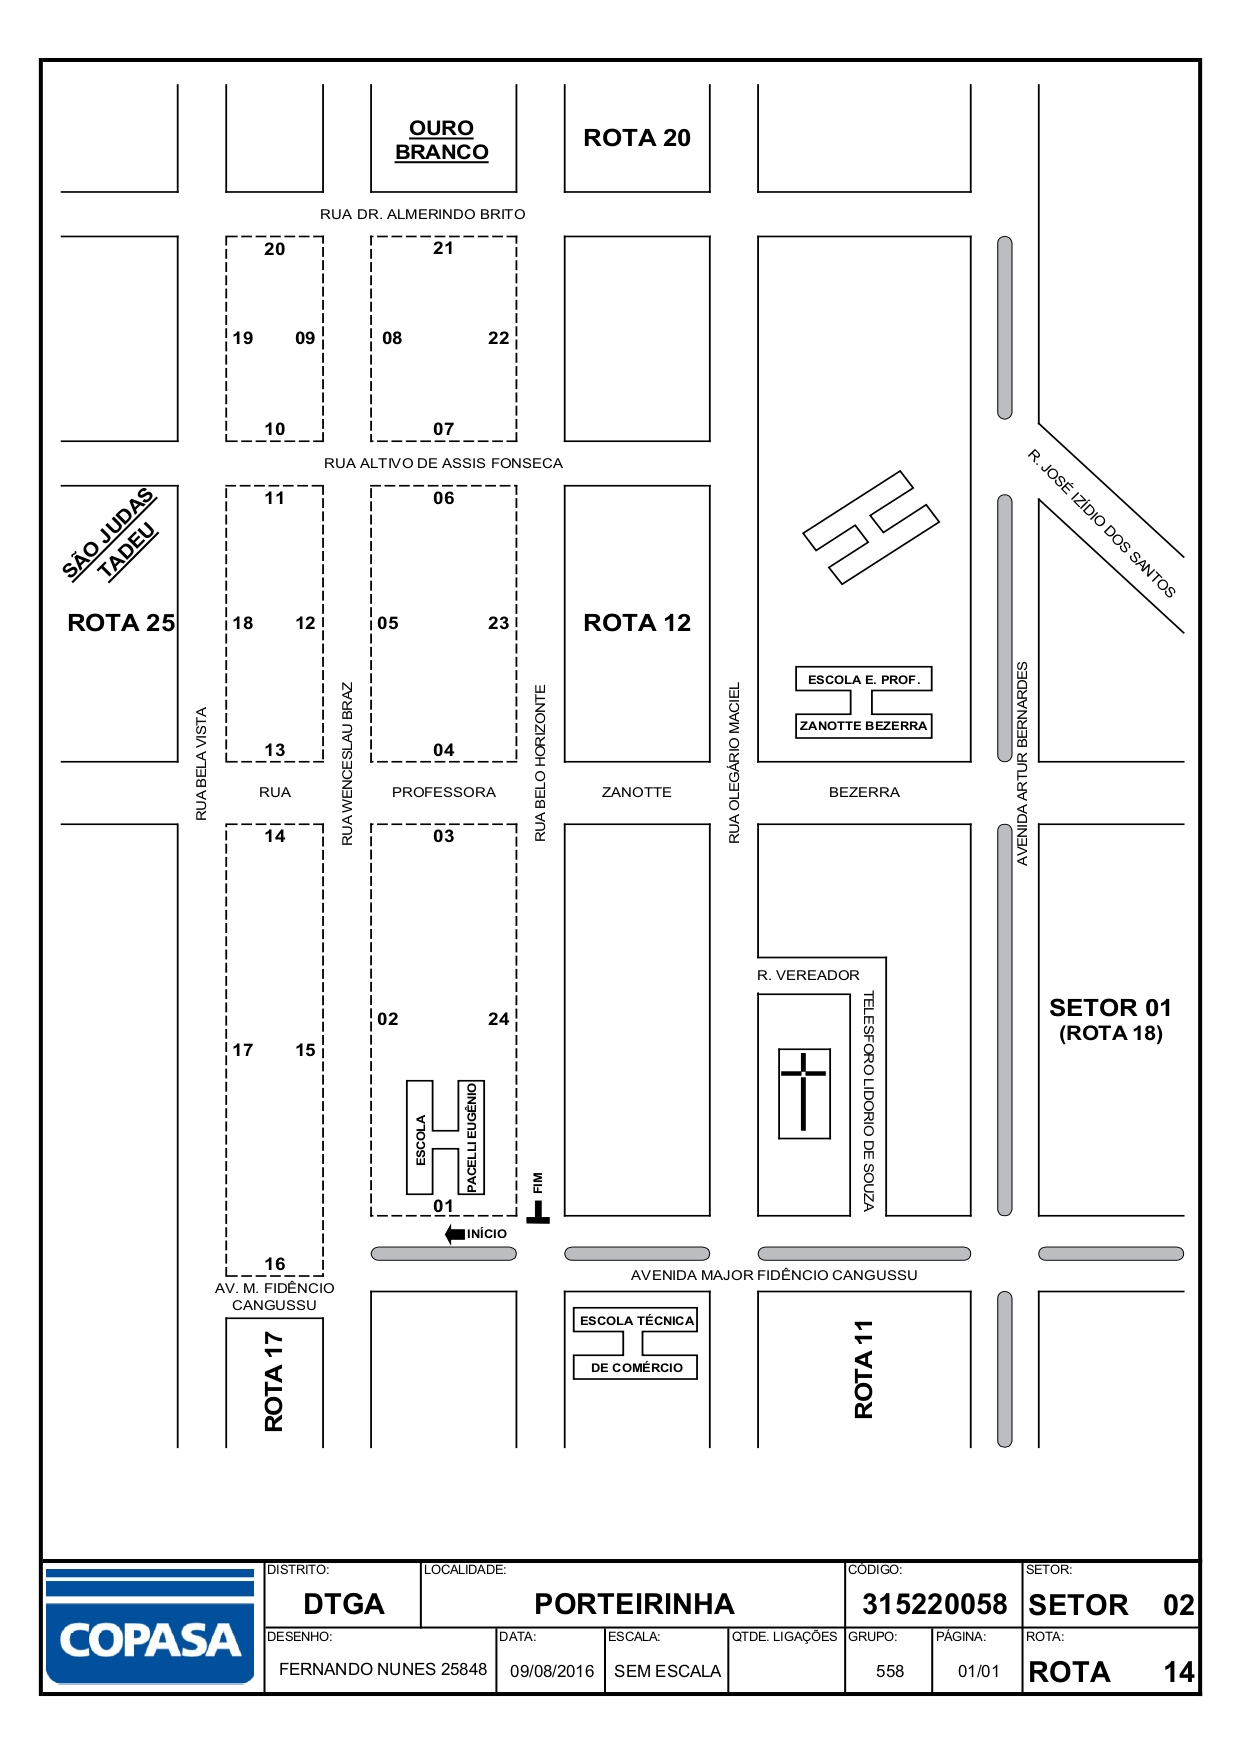 OURO
BRANCO
ROTA 20
RUA DR. ALMERINDO BRITO
20
21
19
09
08
22
10
07
RUA ALTIVO DE ASSIS FONSECA
R. JOSÉ IZÍDIO DOS SANTOS
SÃO JUDAS
TADEU
11
06
ROTA 25
18
12
05
23
ROTA 12
ESCOLA E. PROF.
ZANOTTE BEZERRA
13
04
RUA BELA VISTA
RUA WENCESLAU BRAZ
RUA BELO HORIZONTE
RUA OLEGÁRIO MACIEL
AVENIDA ARTUR BERNARDES
RUA PROFESSORA ZANOTTE BEZERRA
14
03
R. VEREADOR
TELESFORO LIDORIO DE SOUZA
SETOR 01
(ROTA 18)
02
24
17
15
ESCOLA
PACELLI EUGÊNIO
01
FIM
INÍCIO
16
AVENIDA MAJOR FIDÊNCIO CANGUSSU
AV. M. FIDÊNCIO
CANGUSSU
ROTA 17
ESCOLA TÉCNICA
DE COMÉRCIO
ROTA 11
COPASA
DISTRITO:
DTGA
LOCALIDADE:
PORTEIRINHA
CÓDIGO:
315220058
SETOR:
SETOR 02
DESENHO:
FERNANDO NUNES 25848
DATA:
09/08/2016
ESCALA:
SEM ESCALA
QTDE. LIGAÇÕES
GRUPO:
558
PÁGINA:
01/01
ROTA:
ROTA 14